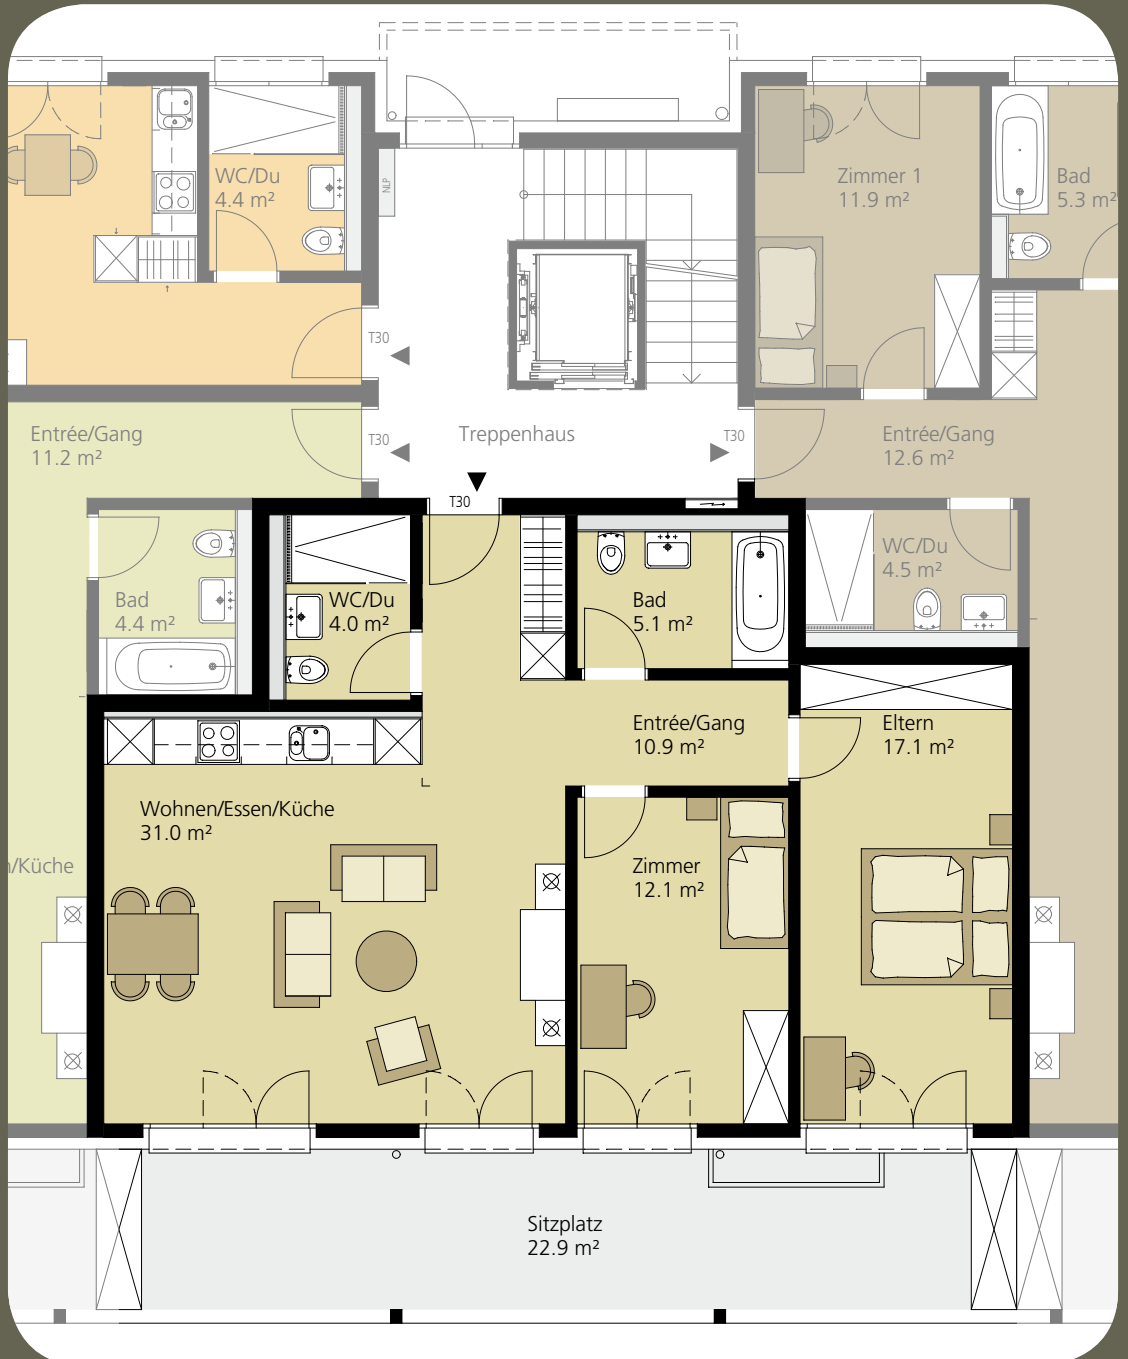 WC/Du
4.4 m²
NLP
Zimmer 1
11.9 m²
Bad
5.3 m²
T30
Entrée/Gang
11.2 m²
T30
Treppenhaus
T30
Entrée/Gang
12.6 m²
T30
WC/Du
4.5 m²
Bad
4.4 m²
WC/Du
4.0 m²
Bad
5.1 m²
Entrée/Gang
10.9 m²
Eltern
17.1 m²
Wohnen/Essen/Küche
31.0 m²
n/Küche
Zimmer
12.1 m²
Sitzplatz
22.9 m²